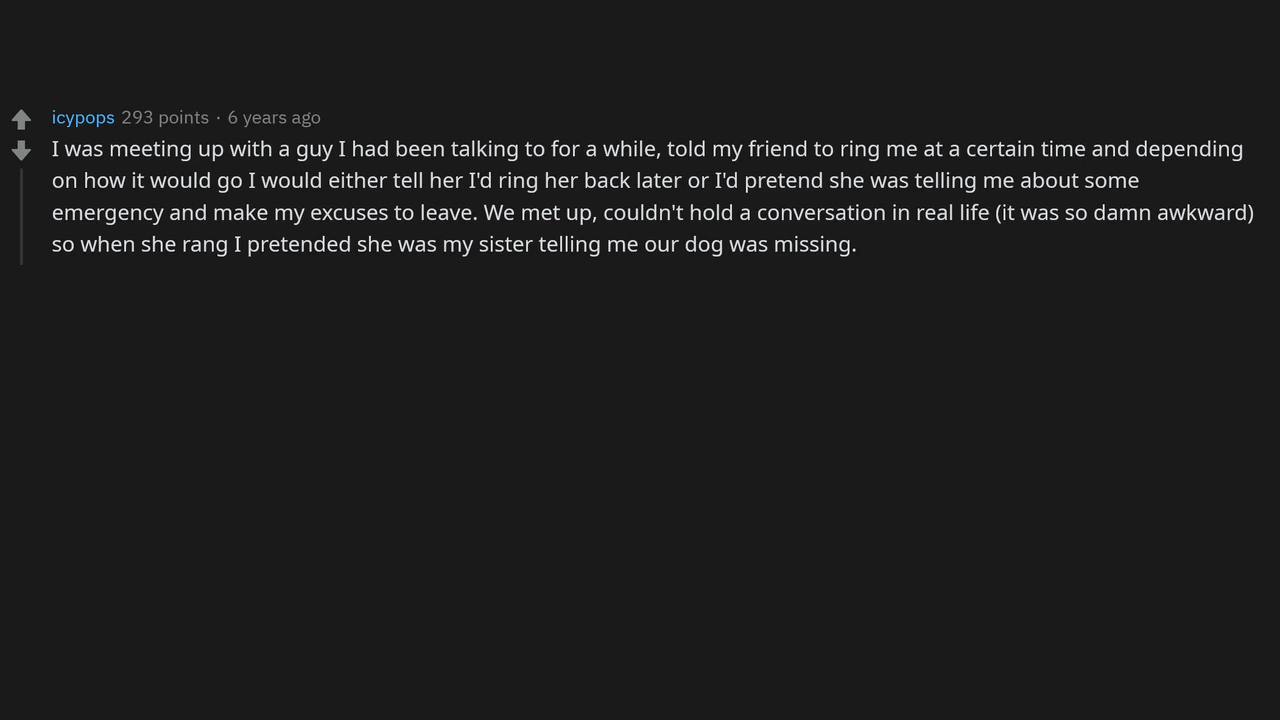 icypops 293 points · 6 years ago
I was meeting up with a guy I had been talking to for a while, told my friend to ring me at a certain time and depending
on how it would go I would either tell her I'd ring her back later or I'd pretend she was telling me about some
emergency and make my excuses to leave. We met up, couldn't hold a conversation in real life (it was so damn awkward)
so when she rang I pretended she was my sister telling me our dog was missing.